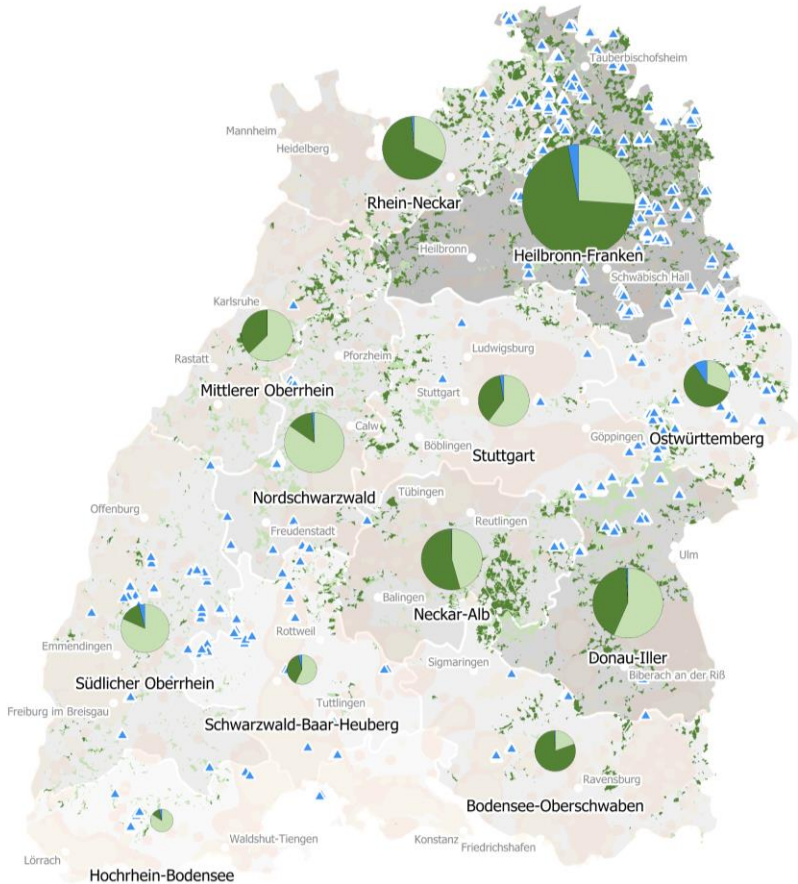 Tauberbischofsheim
Mannheim
Heidelberg
Rhein-Neckar
Heilbronn
Heilbronn-Franken
Schwäbisch Hall
Karlsruhe
Ludwigsburg
Pforzheim
Rastatt
Mittlerer Oberrhein
Stuttgart
Calw
Göppingen
Ostwürttemberg
Böblingen
Stuttgart
Nordschwarzwald
Tübingen
Offenburg
Reutlingen
Freudenstadt
Ulm
Balingen
Neckar-Alb
Rottweil
Emmendingen
Donau-Iller
Sigmaringen
Biberach an der Riß
Südlicher Oberrhein
Tuttlingen
Freiburg im Breisgau
Schwarzwald-Baar-Heuberg
Ravensburg
Bodensee-Oberschwaben
Waldshut-Tiengen
Konstanz
Friedrichshafen
Lörrach
Hochrhein-Bodensee